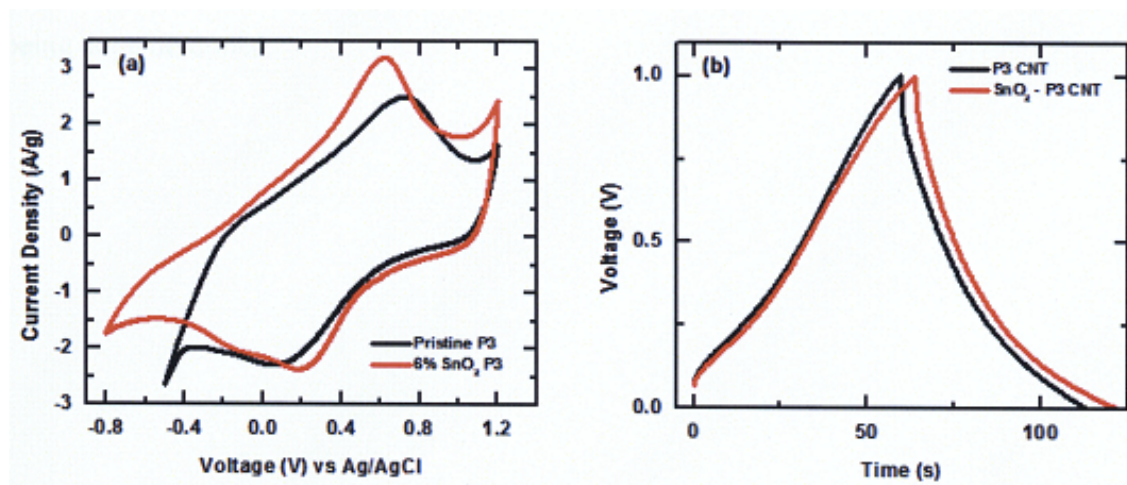 (a)
3
2
1
0
-1
-2
-3
Current Density (A/g)
Pristine P3
6% SnO₂ P3
-0.8 -0.4 0.0 0.4 0.8 1.2
Voltage (V) vs Ag/AgCl
(b)
P3 CNT
SnO₂ - P3 CNT
1.0
0.5
0.0
Voltage (V)
0 50 100
Time (s)